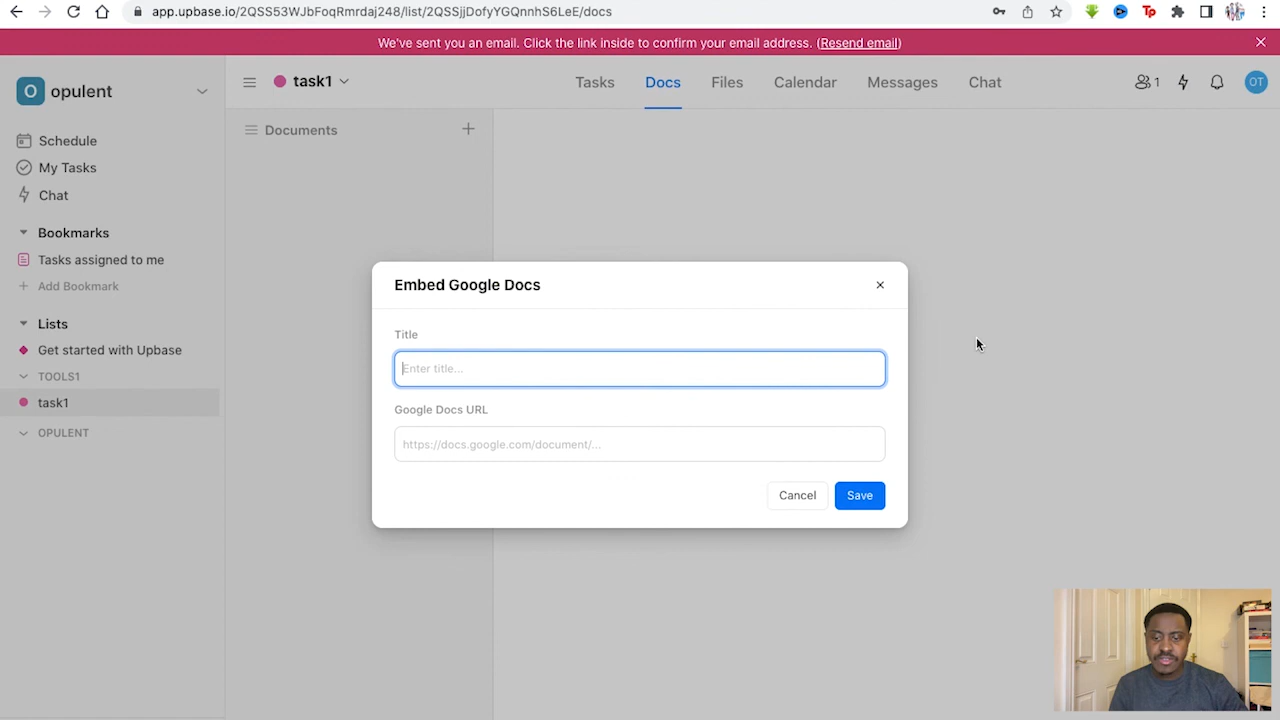 app.upbase.io/2QSS53WJbFoqRmrdaj248/list/2QSSjjDofyYGQnnhS6LeE/docs
We've sent you an email. Click the link inside to confirm your email address. (Resend email)
O opulent
task1
Tasks Docs Files Calendar Messages Chat
1
OT
Schedule
My Tasks
Chat
Bookmarks
Tasks assigned to me
Add Bookmark
Lists
Get started with Upbase
TOOLS1
task1
OPULENT
Documents
Embed Google Docs
Title
Enter title...
Google Docs URL
https://docs.google.com/document/...
Cancel Save